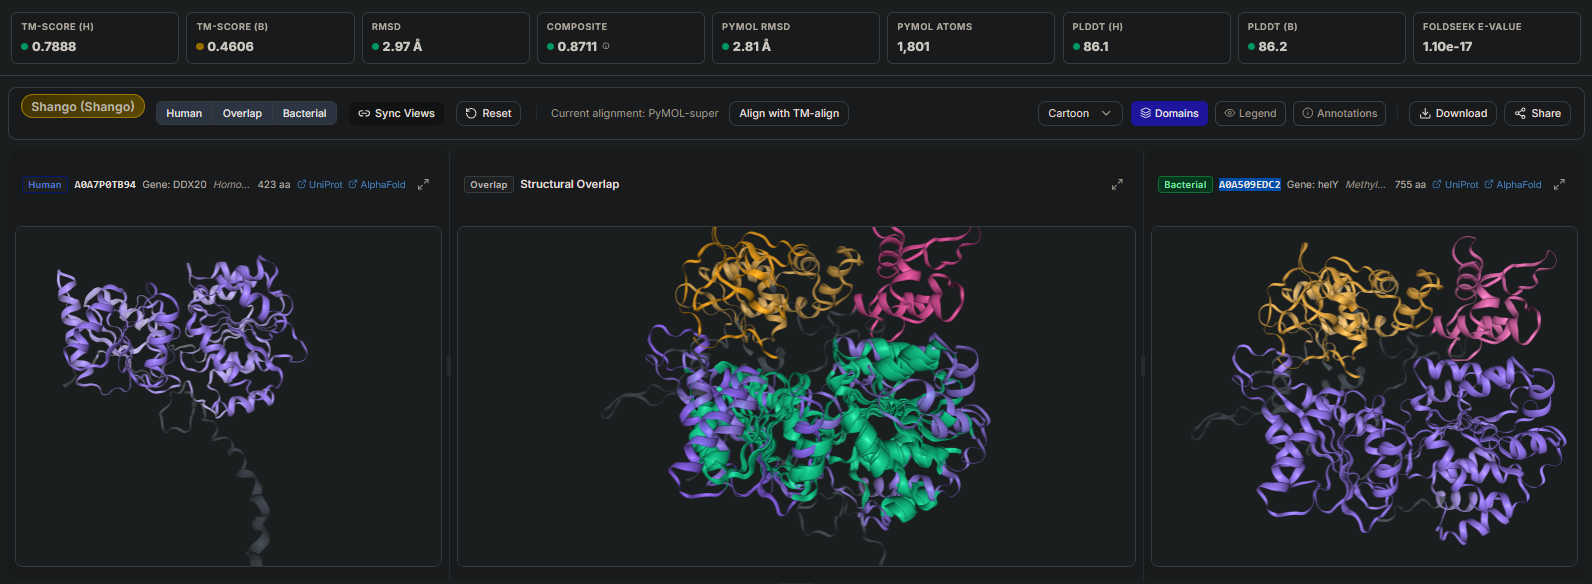 TM-SCORE (H)
0.7888
TM-SCORE (B)
0.4606
RMSD
2.97 Å
COMPOSITE
0.8711
PYMOL RMSD
2.81 Å
PYMOL ATOMS
1,801
PLDDT (H)
86.1
PLDDT (B)
86.2
FOLDSEEK E-VALUE
1.10e-17
Shango (Shango)
Human Overlap Bacterial
Sync Views
Reset
Current alignment: PyMOL-super
Align with TM-align
Cartoon
Domains
Legend
Annotations
Download
Share
Human A0A7P0TB94 Gene: DDX20 Homo... 423 aa UniProt AlphaFold
Overlap Structural Overlap
Bacterial A0A509EDC2 Gene: helY Methyl... 755 aa UniProt AlphaFold